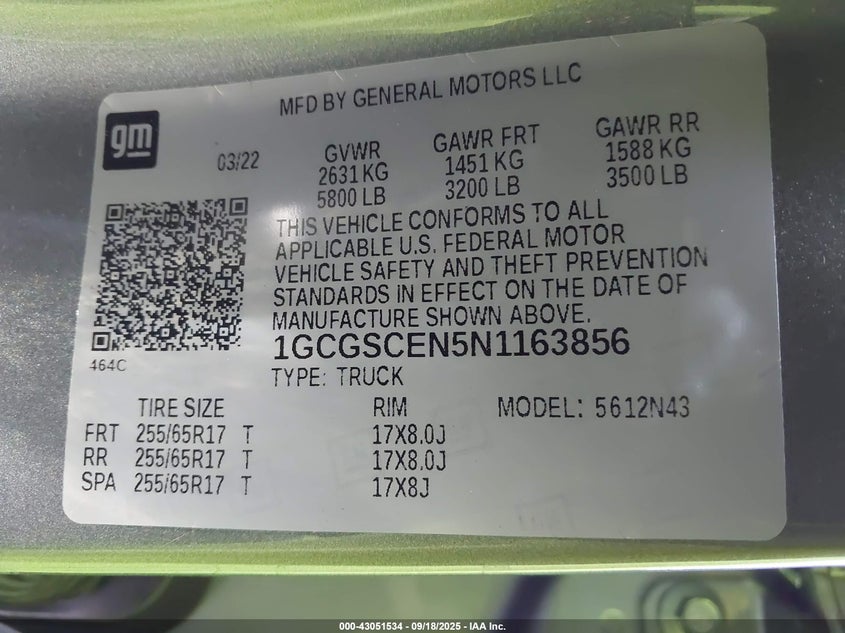 MFD BY GENERAL MOTORS LLC
gm
03/22
GVWR
2631 KG
5800 LB
GAWR FRT
1451 KG
3200 LB
GAWR RR
1588 KG
3500 LB
THIS VEHICLE CONFORMS TO ALL
APPLICABLE U.S. FEDERAL MOTOR
VEHICLE SAFETY AND THEFT PREVENTION
STANDARDS IN EFFECT ON THE DATE OF
MANUFACTURE SHOWN ABOVE.
464C
1GCGSCEN5N1163856
TYPE: TRUCK
TIRE SIZE RIM MODEL: 5612N43
FRT 255/65R17 T 17X8.0J
RR 255/65R17 T 17X8.0J
SPA 255/65R17 T 17X8J
000-43051534 - 09/18/2025 - IAA Inc.